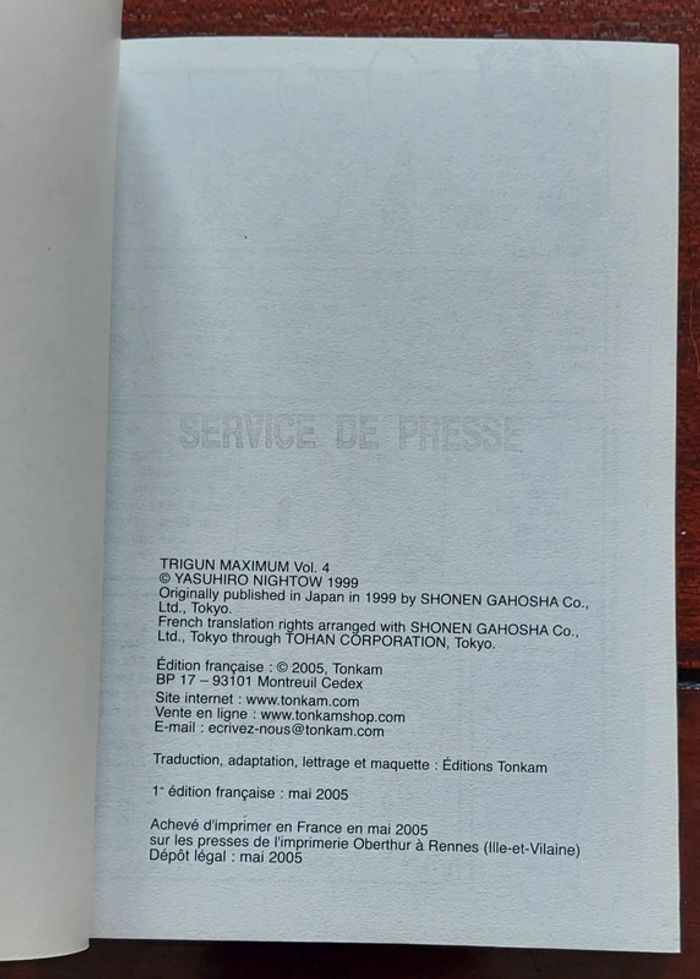 SERVICE DE PRESSE
TRIGUN MAXIMUM Vol. 4
© YASUHIRO NIGHTOW 1999
Originally published in Japan in 1999 by SHONEN GAHOSHA Co.,
Ltd., Tokyo.
French translation rights arranged with SHONEN GAHOSHA Co.,
Ltd., Tokyo through TOHAN CORPORATION, Tokyo.
Édition française : © 2005, Tonkam
BP 17 – 93101 Montreuil Cedex
Site internet : www.tonkam.com
Vente en ligne : www.tonkamshop.com
E-mail : ecrivez-nous@tonkam.com
Traduction, adaptation, lettrage et maquette : Éditions Tonkam
1re édition française : mai 2005
Achevé d'imprimer en France en mai 2005
sur les presses de l'imprimerie Oberthur à Rennes (Ille-et-Vilaine)
Dépôt légal : mai 2005